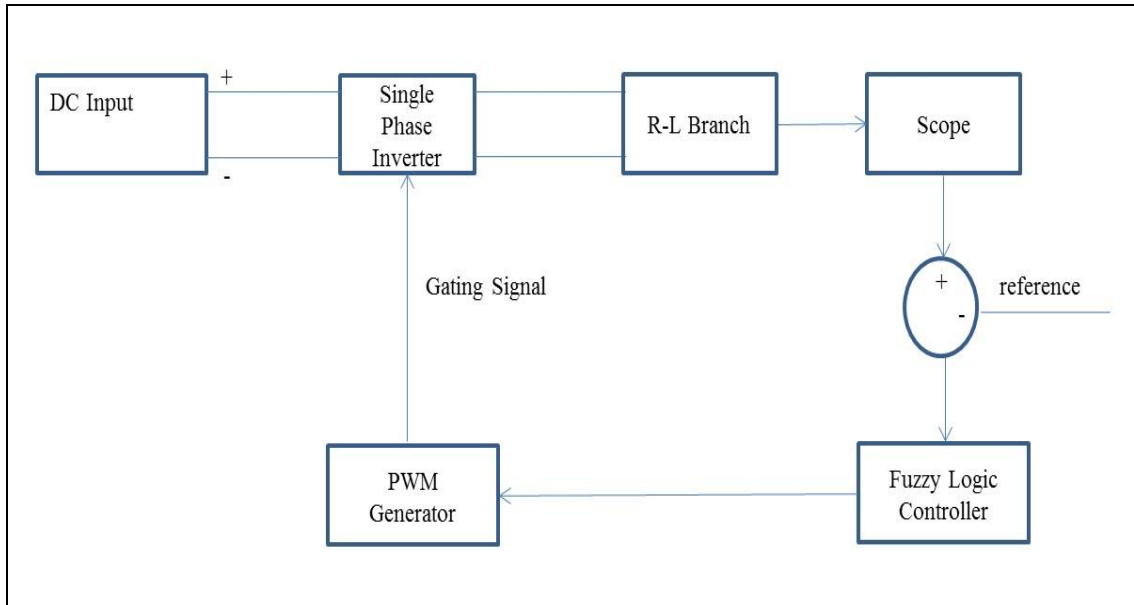 DC Input
+
-
Single
Phase
Inverter
R-L Branch
Scope
+
-
reference
Gating Signal
PWM
Generator
Fuzzy Logic
Controller